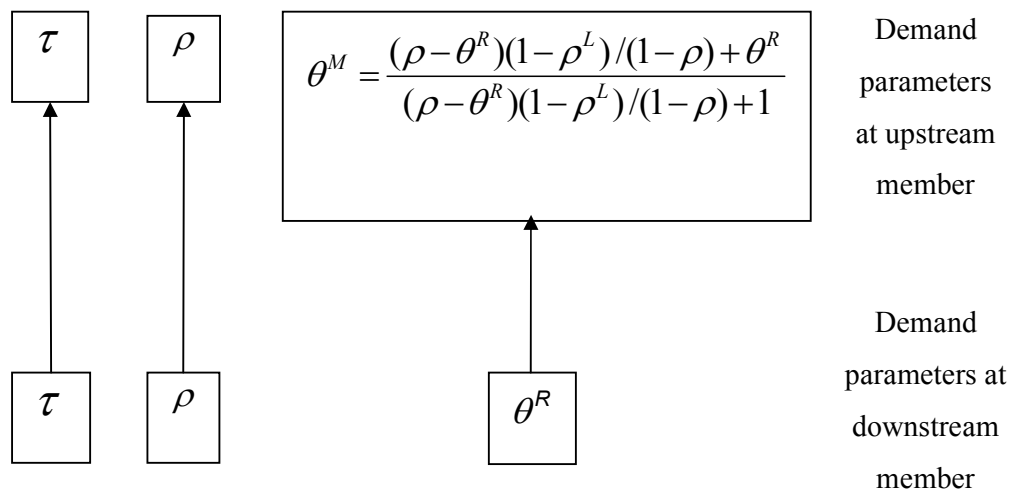 τ
ρ
θ^M = ((ρ−θ^R)(1−ρ^L)/(1−ρ)+θ^R) / ((ρ−θ^R)(1−ρ^L)/(1−ρ)+1)
Demand
parameters
at upstream
member
τ
ρ
θ^R
Demand
parameters at
downstream
member